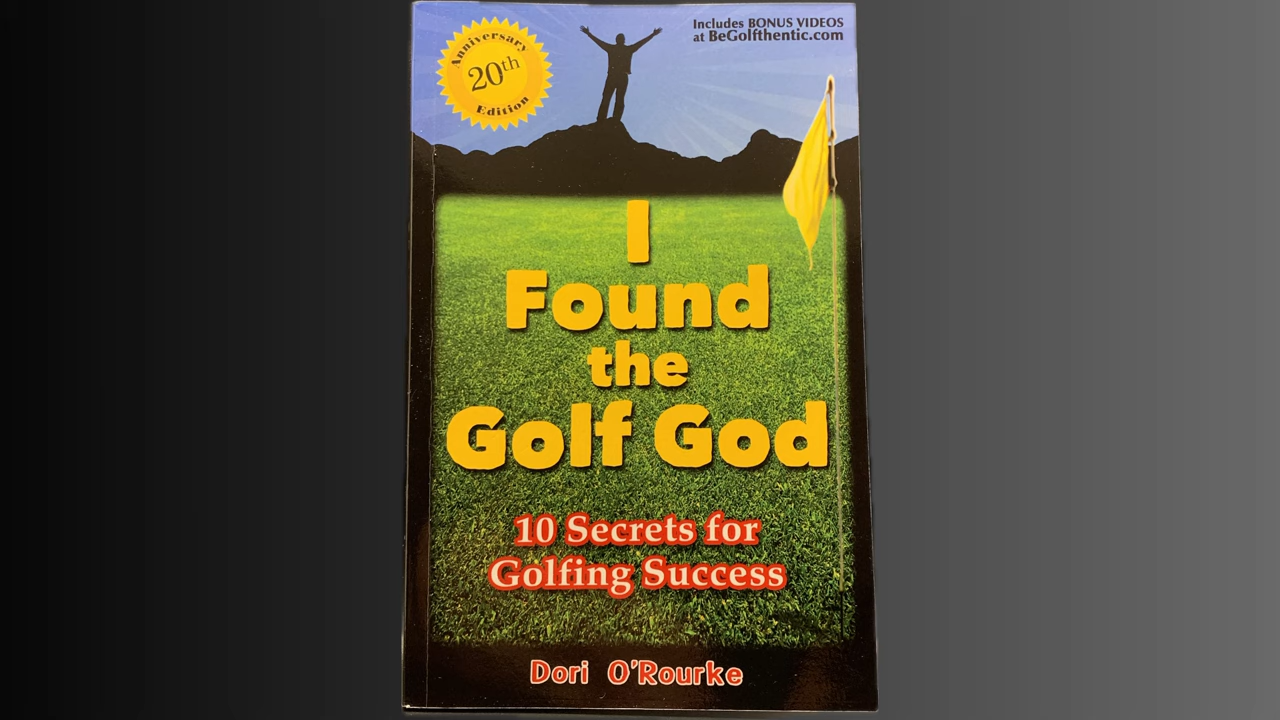 Anniversary
20th
Edition
Includes BONUS VIDEOS
at BeGolfthentic.com
I
Found
the
Golf God
10 Secrets for
Golfing Success
Dori O'Rourke